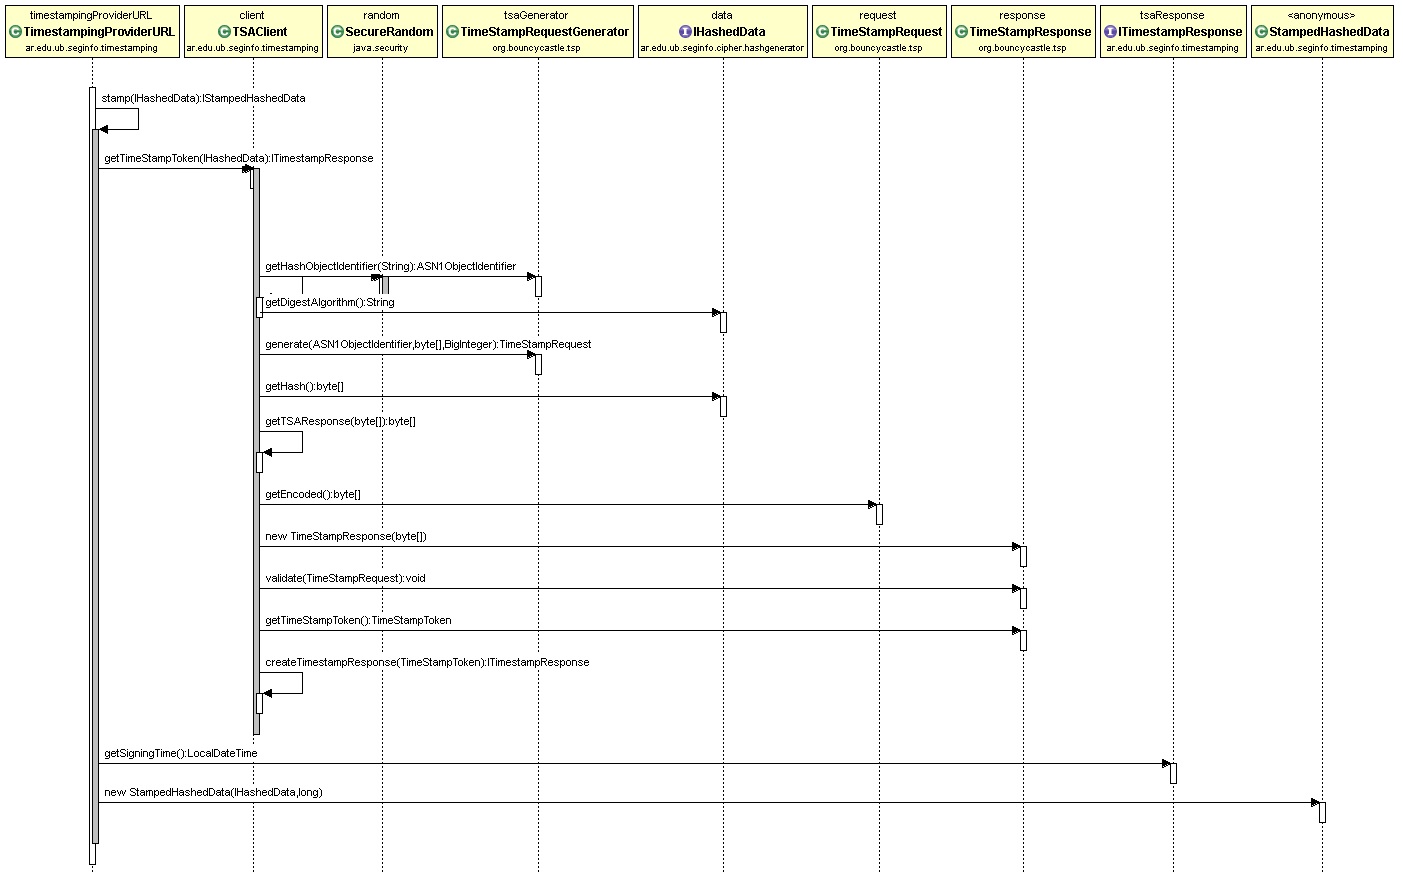 timestampingProviderURL
C TimestampingProviderURL
ar.edu.ub.seginfo.timestamping
client
C TSAClient
ar.edu.ub.seginfo.timestamping
random
C SecureRandom
java.security
tsaGenerator
C TimeStampRequestGenerator
org.bouncycastle.tsp
data
I IHashedData
ar.edu.ub.seginfo.cipher.hashgenerator
request
C TimeStampRequest
org.bouncycastle.tsp
response
C TimeStampResponse
org.bouncycastle.tsp
tsaResponse
I ITimestampResponse
ar.edu.ub.seginfo.timestamping
<anonymous>
C StampedHashedData
ar.edu.ub.seginfo.timestamping
stamp(IHashedData):IStampedHashedData
getTimeStampToken(IHashedData):ITimestampResponse
getHashObjectIdentifier(String):ASN1ObjectIdentifier
getDigestAlgorithm():String
generate(ASN1ObjectIdentifier,byte[],BigInteger):TimeStampRequest
getHash():byte[]
getTSAResponse(byte[]):byte[]
getEncoded():byte[]
new TimeStampResponse(byte[])
validate(TimeStampRequest):void
getTimeStampToken():TimeStampToken
createTimestampResponse(TimeStampToken):ITimestampResponse
getSigningTime():LocalDateTime
new StampedHashedData(IHashedData,long)